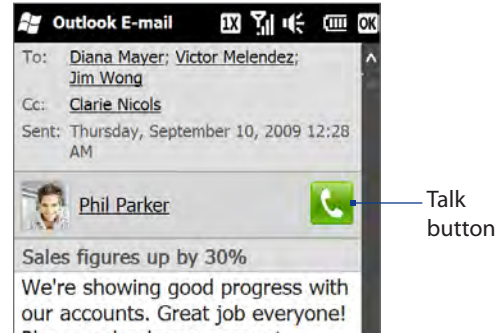 Outlook E-mail 1X OK
To: Diana Mayer; Victor Melendez;
Jim Wong
Cc: Clarie Nicols
Sent: Thursday, September 10, 2009 12:28
AM
Phil Parker
Talk
button
Sales figures up by 30%
We're showing good progress with
our accounts. Great job everyone!